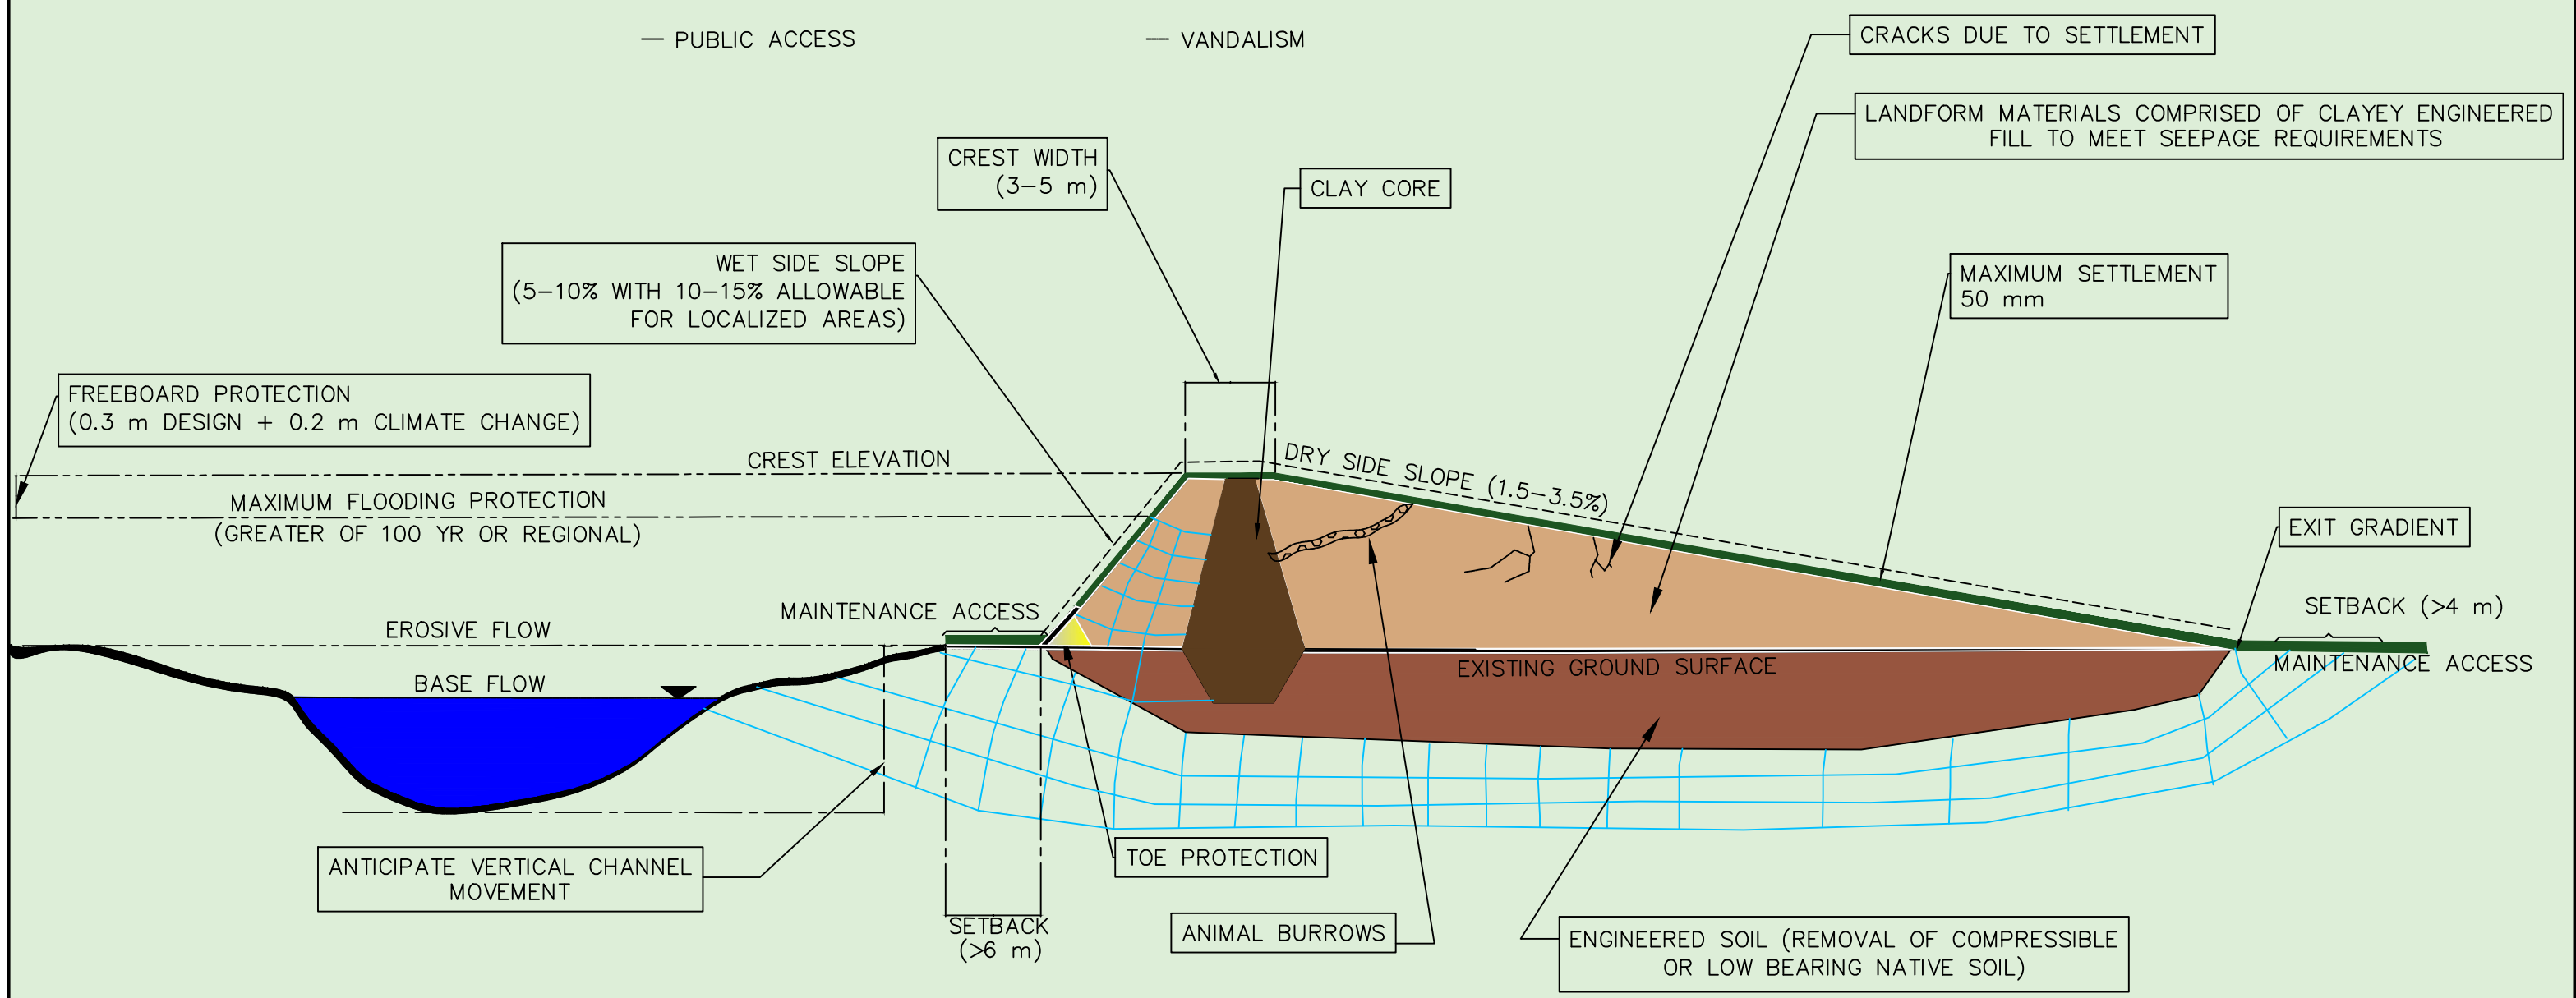 — PUBLIC ACCESS
— VANDALISM
CRACKS DUE TO SETTLEMENT
LANDFORM MATERIALS COMPRISED OF CLAYEY ENGINEERED
FILL TO MEET SEEPAGE REQUIREMENTS
CREST WIDTH
(3–5 m)
CLAY CORE
WET SIDE SLOPE
(5–10% WITH 10–15% ALLOWABLE
FOR LOCALIZED AREAS)
MAXIMUM SETTLEMENT
50 mm
FREEBOARD PROTECTION
(0.3 m DESIGN + 0.2 m CLIMATE CHANGE)
CREST ELEVATION
DRY SIDE SLOPE (1.5–3.5%)
MAXIMUM FLOODING PROTECTION
(GREATER OF 100 YR OR REGIONAL)
EXIT GRADIENT
MAINTENANCE ACCESS
SETBACK (>4 m)
EROSIVE FLOW
EXISTING GROUND SURFACE
MAINTENANCE ACCESS
BASE FLOW
TOE PROTECTION
ANTICIPATE VERTICAL CHANNEL
MOVEMENT
SETBACK
(>6 m)
ANIMAL BURROWS
ENGINEERED SOIL (REMOVAL OF COMPRESSIBLE
OR LOW BEARING NATIVE SOIL)